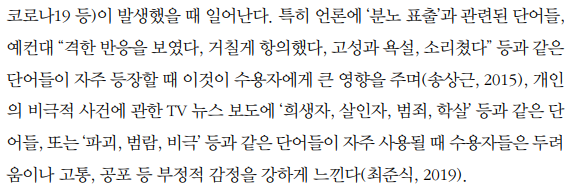 코로나19 등)이 발생했을 때 일어난다. 특히 언론에 ‘분노 표출’과 관련된 단어들,
예컨대 “격한 반응을 보였다, 거칠게 항의했다, 고성과 욕설, 소리쳤다” 등과 같은
단어들이 자주 등장할 때 이것이 수용자에게 큰 영향을 주며(송상근, 2015), 개인
의 비극적 사건에 관한 TV 뉴스 보도에 ‘희생자, 살인자, 범죄, 학살’ 등과 같은 단
어들, 또는 ‘파괴, 범람, 비극’ 등과 같은 단어들이 자주 사용될 때 수용자들은 두려
움이나 고통, 공포 등 부정적 감정을 강하게 느낀다(최준식, 2019).